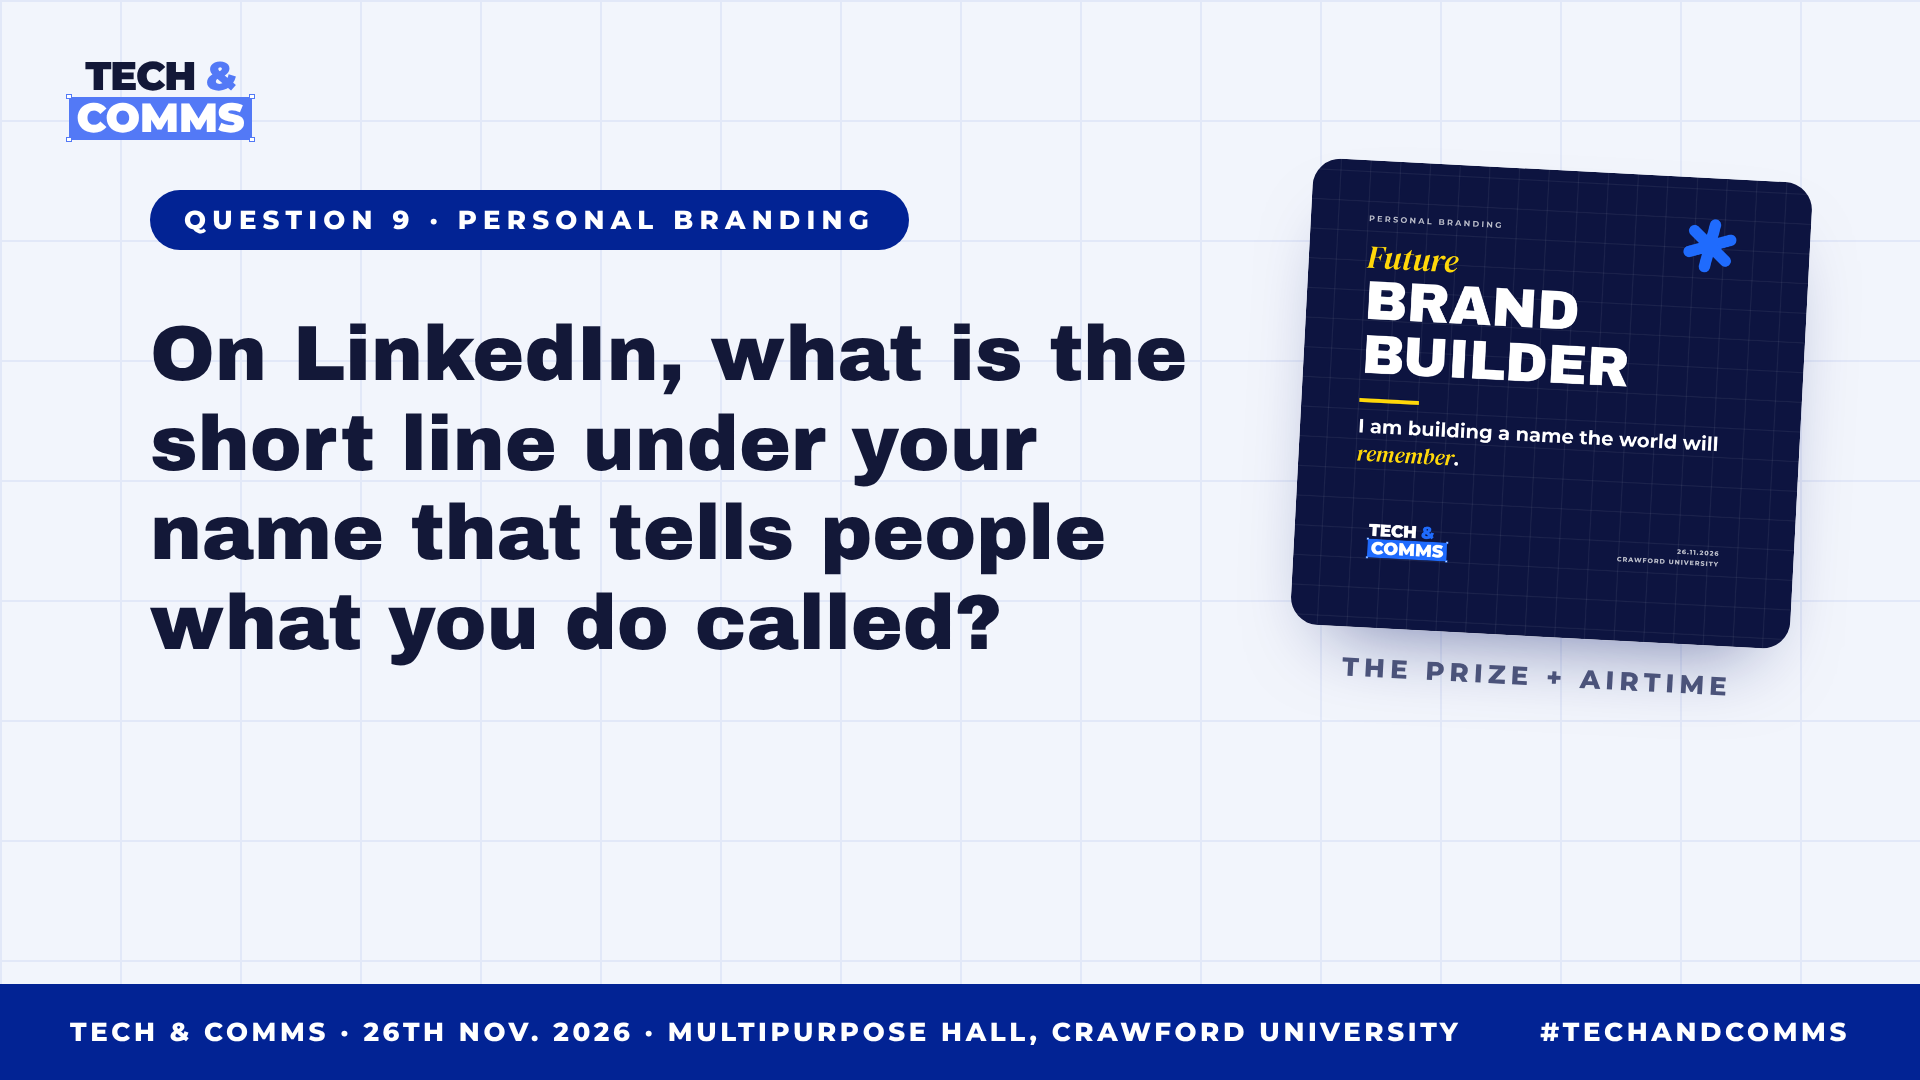 TECH &
COMMS
QUESTION 9 · PERSONAL BRANDING
On LinkedIn, what is the
short line under your
name that tells people
what you do called?
PERSONAL BRANDING
Future
BRAND
BUILDER
I am building a name the world will
remember.
TECH &
COMMS
26.11.2026
CRAWFORD UNIVERSITY
THE PRIZE + AIRTIME
TECH & COMMS · 26TH NOV. 2026 · MULTIPURPOSE HALL, CRAWFORD UNIVERSITY
#TECHANDCOMMS